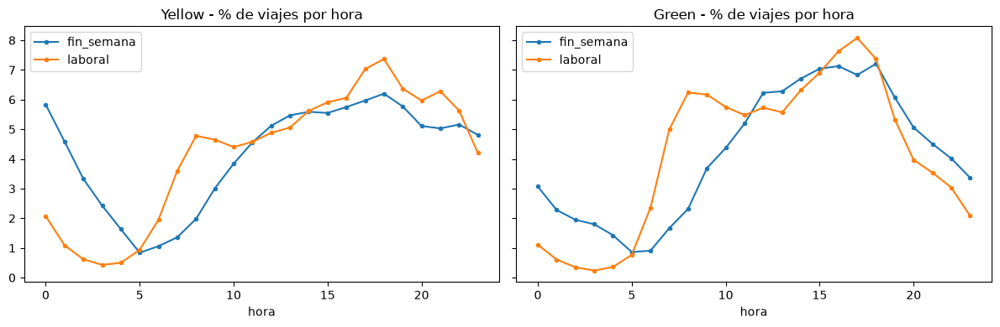 Yellow - % de viajes por hora
fin_semana
laboral
8
7
6
5
4
3
2
1
0
0 5 10 15 20
hora
Green - % de viajes por hora
fin_semana
laboral
0 5 10 15 20
hora